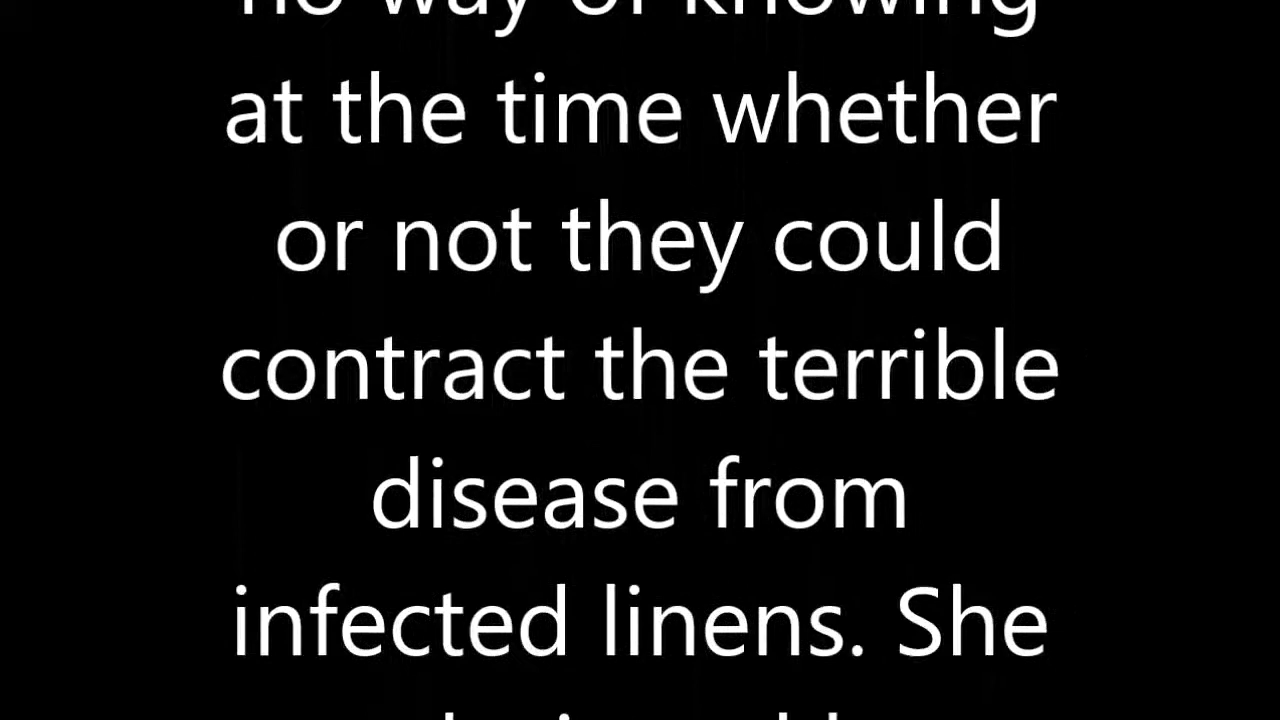 no way of knowing
at the time whether
or not they could
contract the terrible
disease from
infected linens. She